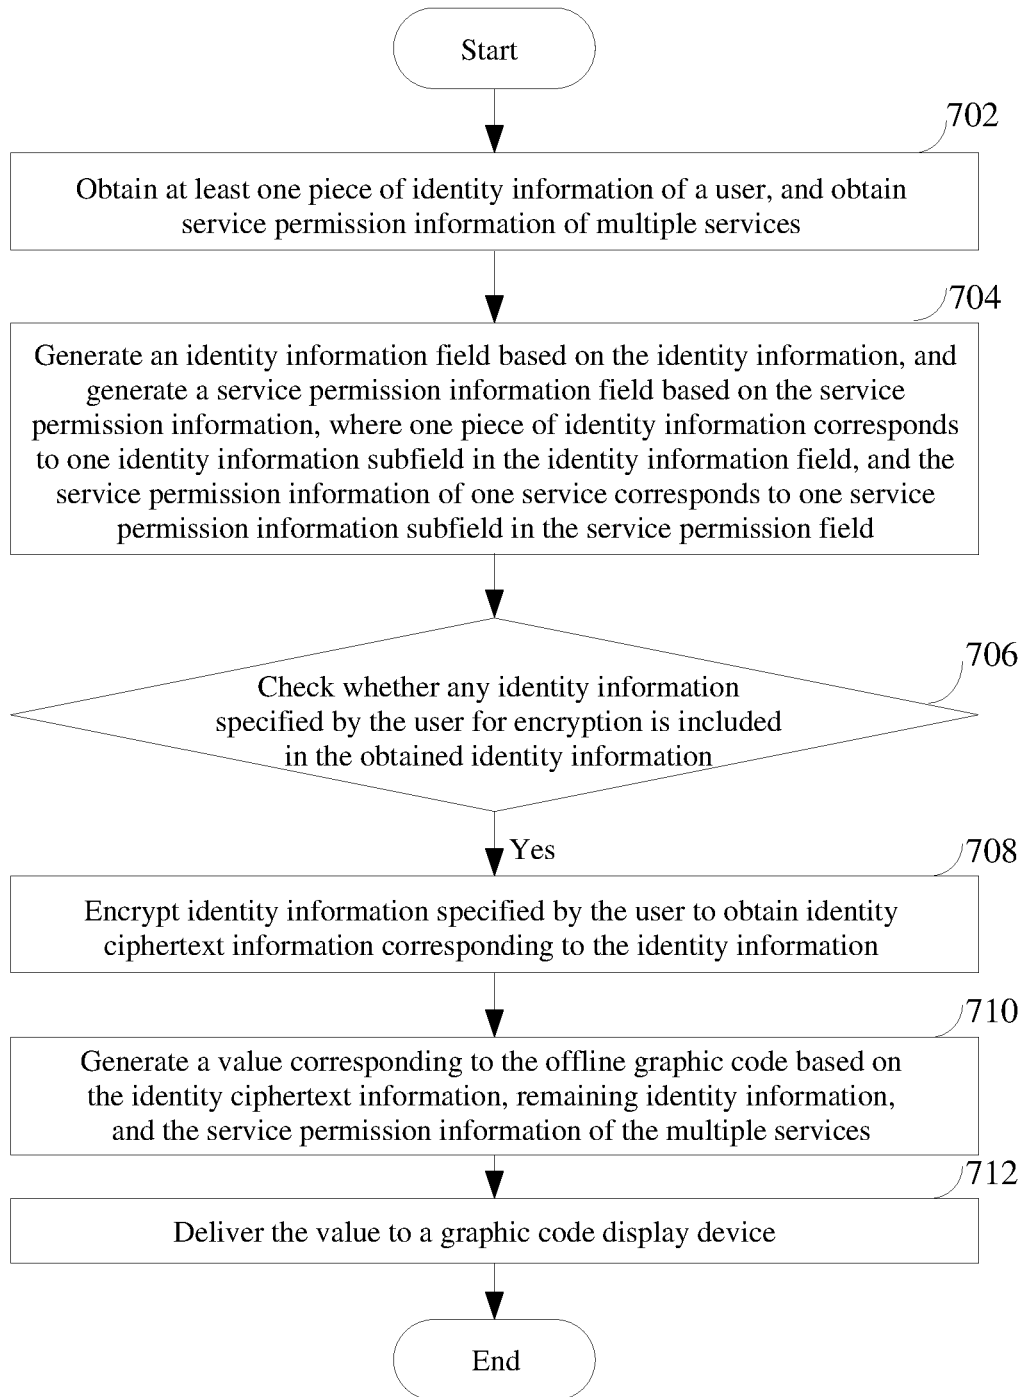 Start
702
Obtain at least one piece of identity information of a user, and obtain
service permission information of multiple services
704
Generate an identity information field based on the identity information, and
generate a service permission information field based on the service
permission information, where one piece of identity information corresponds
to one identity information subfield in the identity information field, and the
service permission information of one service corresponds to one service
permission information subfield in the service permission field
706
Check whether any identity information
specified by the user for encryption is included
in the obtained identity information
Yes
708
Encrypt identity information specified by the user to obtain identity
ciphertext information corresponding to the identity information
710
Generate a value corresponding to the offline graphic code based on
the identity ciphertext information, remaining identity information,
and the service permission information of the multiple services
712
Deliver the value to a graphic code display device
End